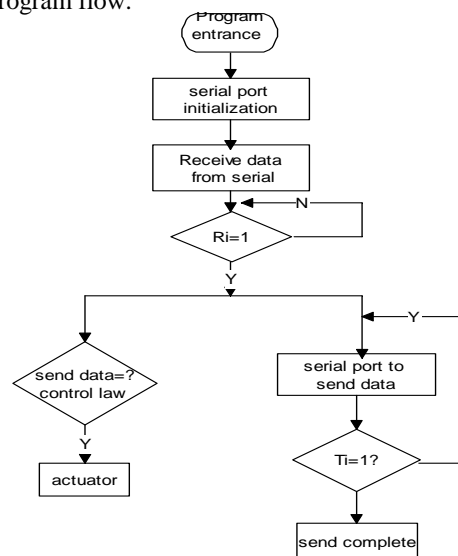 rogram flow.
Program
entrance
serial port
initialization
Receive data
from serial
N
Ri=1
Y
Y
send data=?
control law
serial port to
send data
Y
Ti=1?
actuator
send complete